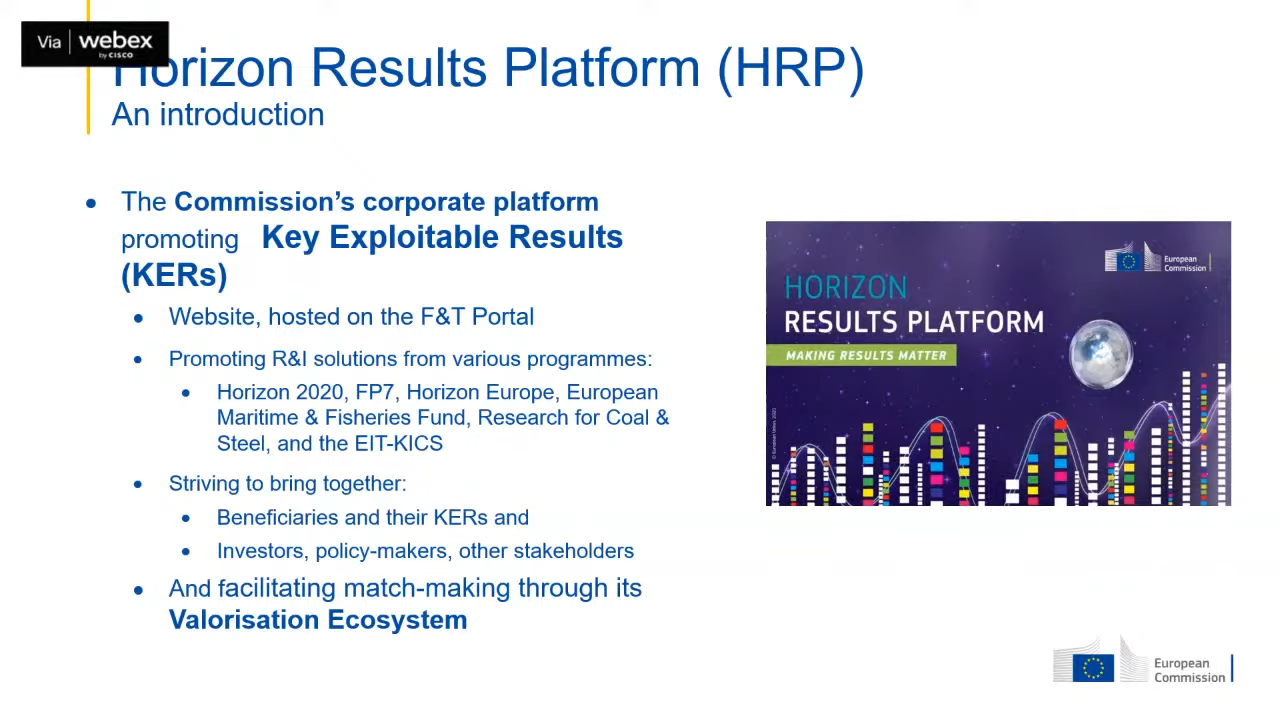 Via webex
by CISCO
Horizon Results Platform (HRP)
An introduction
• The Commission’s corporate platform
promoting Key Exploitable Results
(KERs)
• Website, hosted on the F&T Portal
• Promoting R&I solutions from various programmes:
• Horizon 2020, FP7, Horizon Europe, European
Maritime & Fisheries Fund, Research for Coal &
Steel, and the EIT-KICS
• Striving to bring together:
• Beneficiaries and their KERs and
• Investors, policy-makers, other stakeholders
• And facilitating match-making through its
Valorisation Ecosystem
European
Commission
HORIZON
RESULTS PLATFORM
MAKING RESULTS MATTER
© European Union, 2021
European
Commission